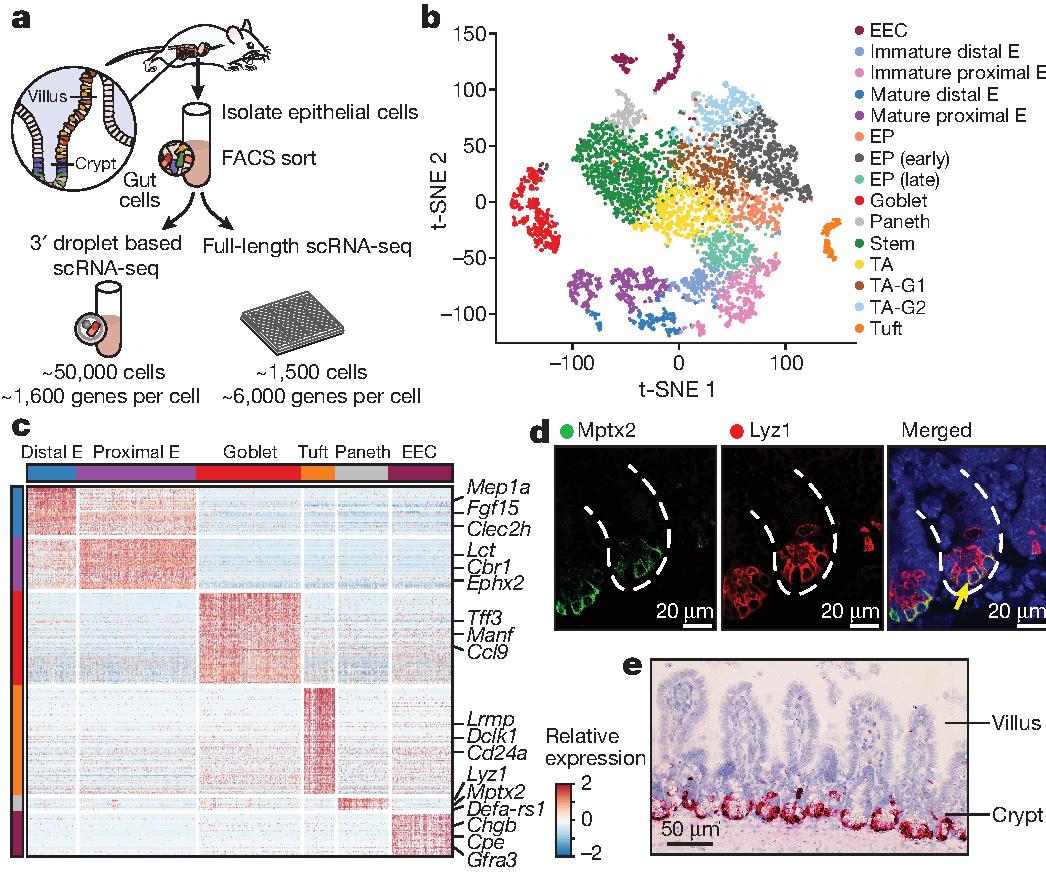 a
Villus
Crypt
Gut
cells
Isolate epithelial cells
FACS sort
3′ droplet based
scRNA-seq
Full-length scRNA-seq
~50,000 cells
~1,600 genes per cell
~1,500 cells
~6,000 genes per cell
b
t-SNE 2
150
100
50
0
−50
−100
−100
0
100
t-SNE 1
EEC
Immature distal E
Immature proximal E
Mature distal E
Mature proximal E
EP
EP (early)
EP (late)
Goblet
Paneth
Stem
TA
TA-G1
TA-G2
Tuft
c
Distal E
Proximal E
Goblet
Tuft
Paneth
EEC
Mep1a
Fgf15
Clec2h
Lct
Cbr1
Ephx2
Tff3
Manf
Ccl9
Lrmp
Dclk1
Cd24a
Lyz1
Mptx2
Defa-rs1
Chgb
Cpe
Gfra3
Relative
expression
2
0
−2
d
Mptx2
Lyz1
Merged
20 μm
20 μm
20 μm
e
Villus
Crypt
50 μm